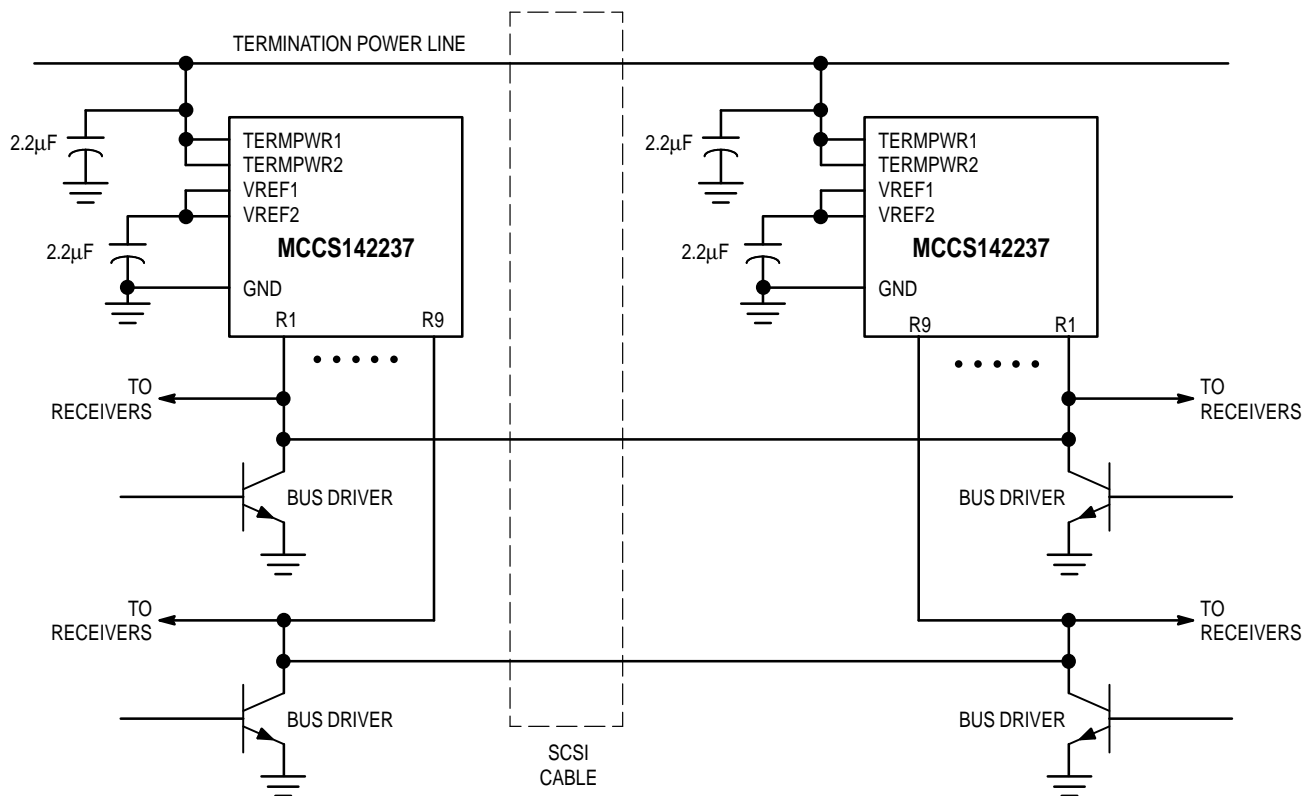 TERMINATION POWER LINE
2.2μF
TERMPWR1
TERMPWR2
VREF1
VREF2
2.2μF
MCCS142237
GND
R1
R9
TO
RECEIVERS
BUS DRIVER
TO
RECEIVERS
BUS DRIVER
SCSI
CABLE
2.2μF
TERMPWR1
TERMPWR2
VREF1
VREF2
2.2μF
MCCS142237
GND
R9
R1
TO
RECEIVERS
BUS DRIVER
TO
RECEIVERS
BUS DRIVER